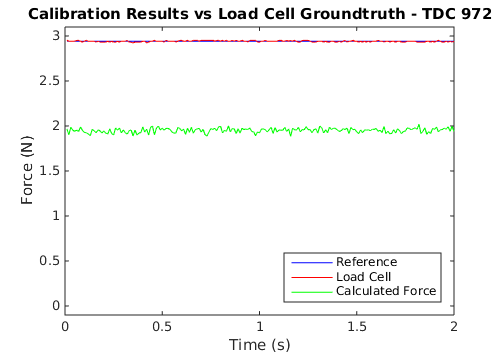 Calibration Results vs Load Cell Groundtruth - TDC 972
3
2.5
2
1.5
1
0.5
0
Force (N)
Reference
Load Cell
Calculated Force
0
0.5
1
1.5
2
Time (s)